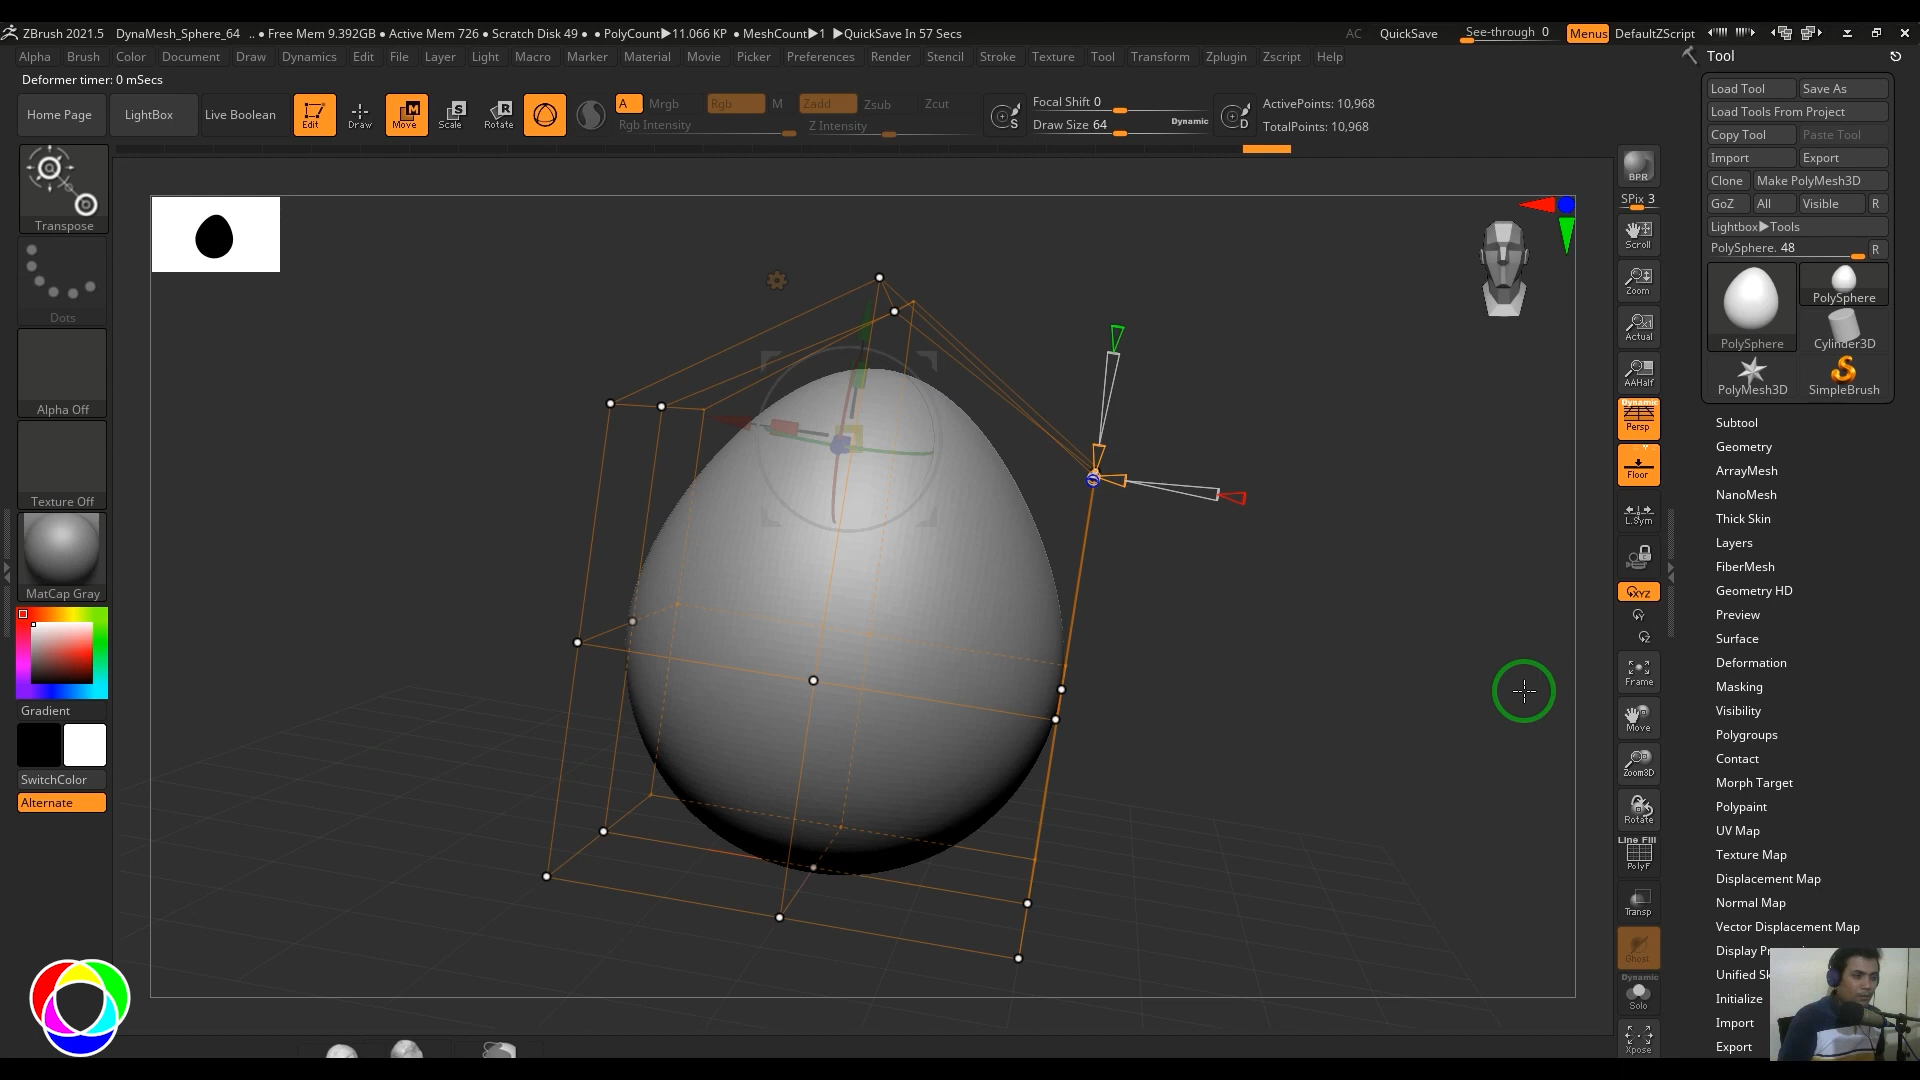 ZBrush 2021.5 DynaMesh_Sphere_64 .. ● Free Mem 9.392GB ● Active Mem 726 ● Scratch Disk 49 ● ● PolyCount▶11.066 KP ● MeshCount▶1 ▶QuickSave In 57 Secs AC QuickSave See-through 0 Menus DefaultZScript
Alpha Brush Color Document Draw Dynamics Edit File Layer Light Macro Marker Material Movie Picker Preferences Render Stencil Stroke Texture Tool Transform Zplugin Zscript Help
Deformer timer: 0 mSecs
Home Page LightBox Live Boolean Edit Draw Move Scale Rotate
A Mrgb Rgb M Zadd Zsub Zcut
Rgb Intensity Z Intensity
Focal Shift 0
Draw Size 64 Dynamic
ActivePoints: 10,968
TotalPoints: 10,968
Transpose
Dots
Alpha Off
Texture Off
MatCap Gray
Gradient
SwitchColor
Alternate
BPR
SPix 3
Scroll
Zoom
Actual
AAHalf
Dynamic
Persp
Floor
L.Sym
XYZ
Frame
Move
Zoom3D
Rotate
Line Fill
PolyF
Transp
Ghost
Dynamic
Solo
Xpose
Tool
Load Tool Save As
Load Tools From Project
Copy Tool Paste Tool
Import Export
Clone Make PolyMesh3D
GoZ All Visible R
Lightbox▶Tools
PolySphere. 48 R
PolySphere
PolySphere Cylinder3D
PolyMesh3D SimpleBrush
Subtool
Geometry
ArrayMesh
NanoMesh
Thick Skin
Layers
FiberMesh
Geometry HD
Preview
Surface
Deformation
Masking
Visibility
Polygroups
Contact
Morph Target
Polypaint
UV Map
Texture Map
Displacement Map
Normal Map
Vector Displacement Map
Display
Unified
Initialize
Import
Export